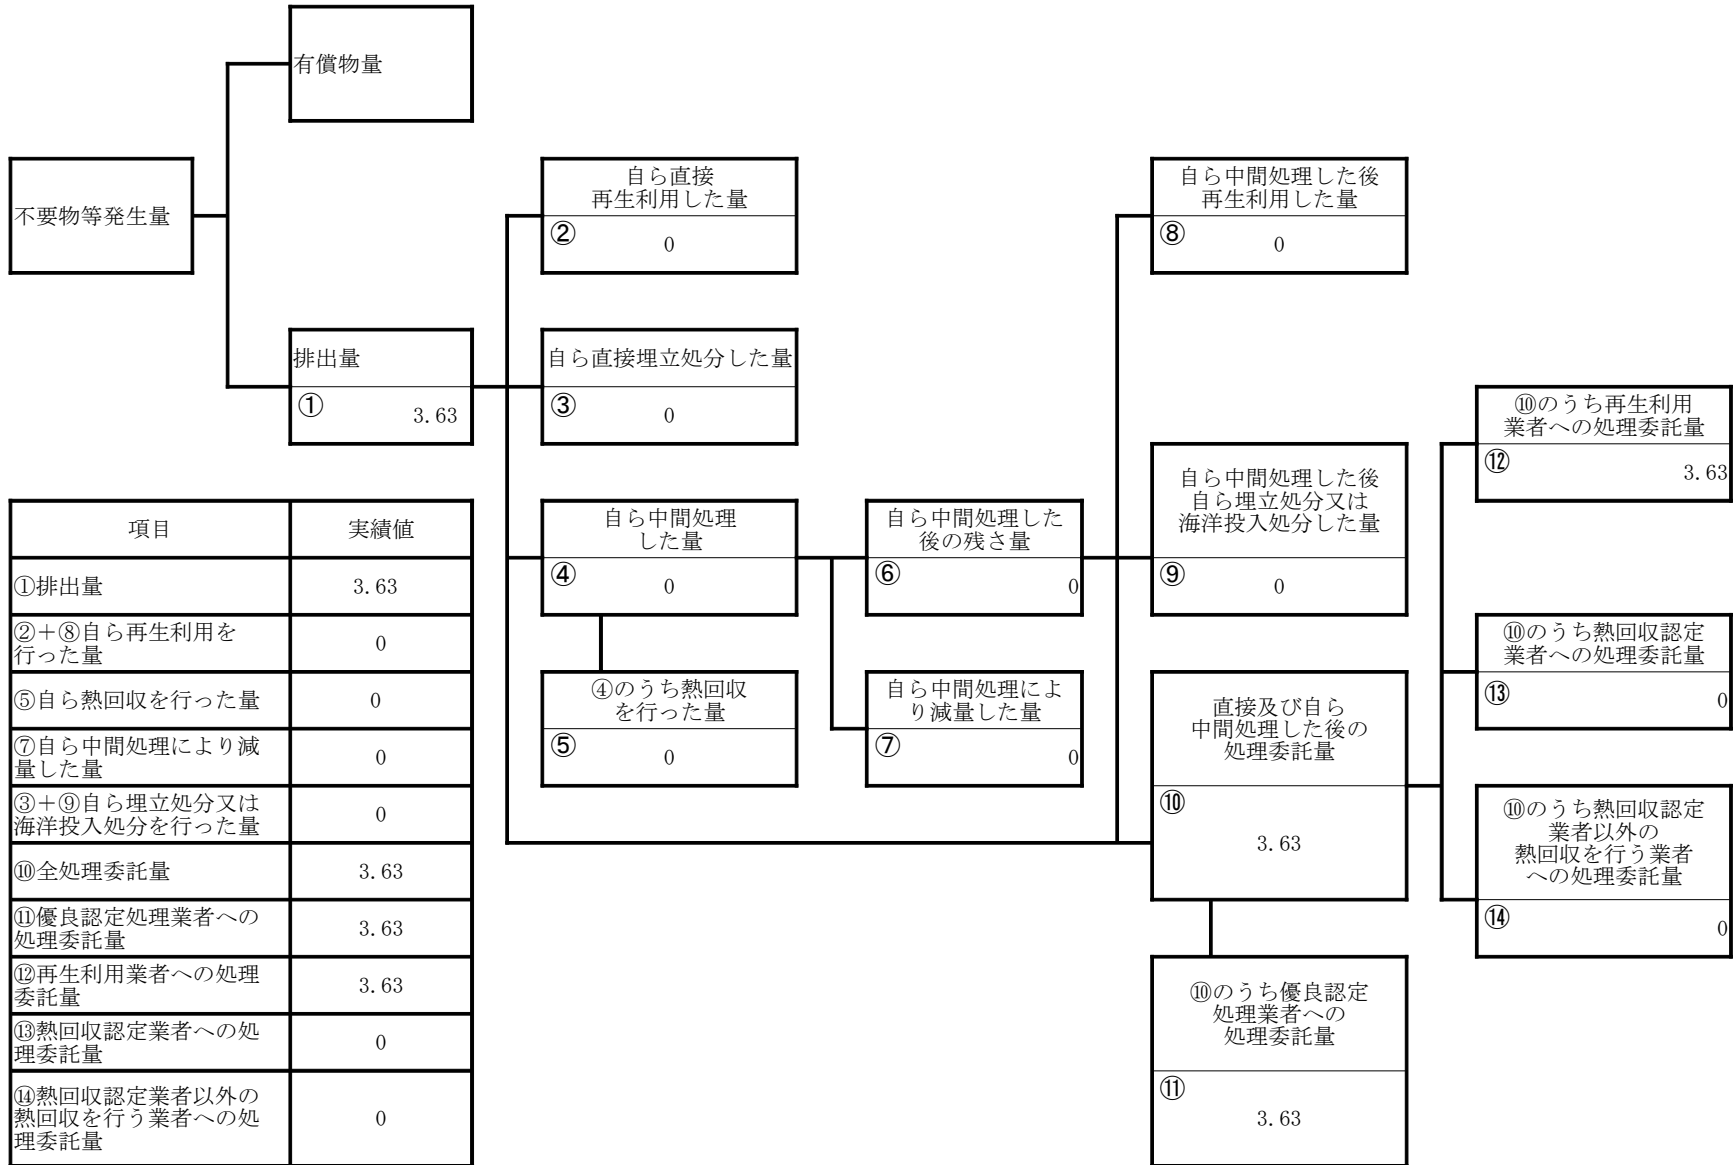 有償物量
不要物等発生量
自ら直接
再生利用した量
②
0
自ら中間処理した後
再生利用した量
⑧
0
排出量
①
3.63
自ら直接埋立処分した量
③
0
⑩のうち再生利用
業者への処理委託量
⑫
3.63
自ら中間処理
した量
④
0
自ら中間処理した
後の残さ量
⑥
0
自ら中間処理した後
自ら埋立処分又は
海洋投入処分した量
⑨
0
④のうち熱回収
を行った量
⑤
0
自ら中間処理によ
り減量した量
⑦
0
直接及び自ら
中間処理した後の
処理委託量
⑩
3.63
⑩のうち熱回収認定
業者への処理委託量
⑬
0
⑩のうち熱回収認定
業者以外の
熱回収を行う業者
への処理委託量
⑭
0
⑩のうち優良認定
処理業者への
処理委託量
⑪
3.63
項目 実績値
①排出量 3.63
②+⑧自ら再生利用を
行った量 0
⑤自ら熱回収を行った量 0
⑦自ら中間処理により減
量した量 0
③+⑨自ら埋立処分又は
海洋投入処分を行った量 0
⑩全処理委託量 3.63
⑪優良認定処理業者への
処理委託量 3.63
⑫再生利用業者への処理
委託量 3.63
⑬熱回収認定業者への処
理委託量 0
⑭熱回収認定業者以外の
熱回収を行う業者への処
理委託量 0